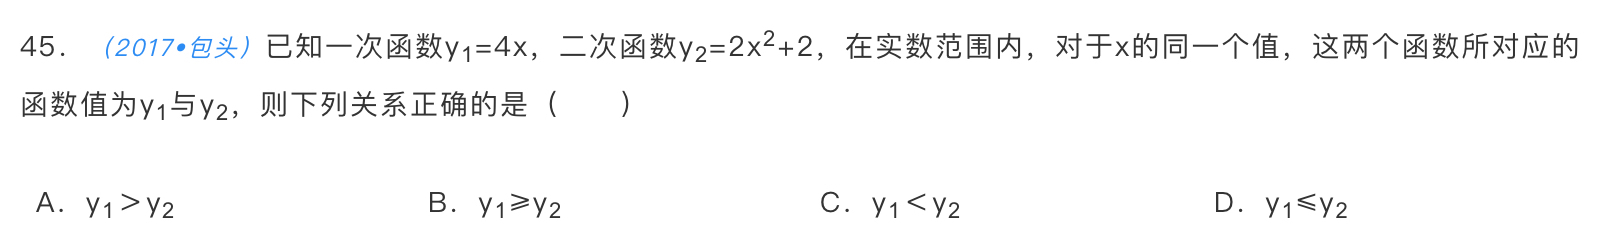 45. （2017•包头）已知一次函数y₁=4x，二次函数y₂=2x²+2，在实数范围内，对于x的同一个值，这两个函数所对应的
函数值为y₁与y₂，则下列关系正确的是（　　）
A. y₁＞y₂　B. y₁⩾y₂　C. y₁＜y₂　D. y₁⩽y₂